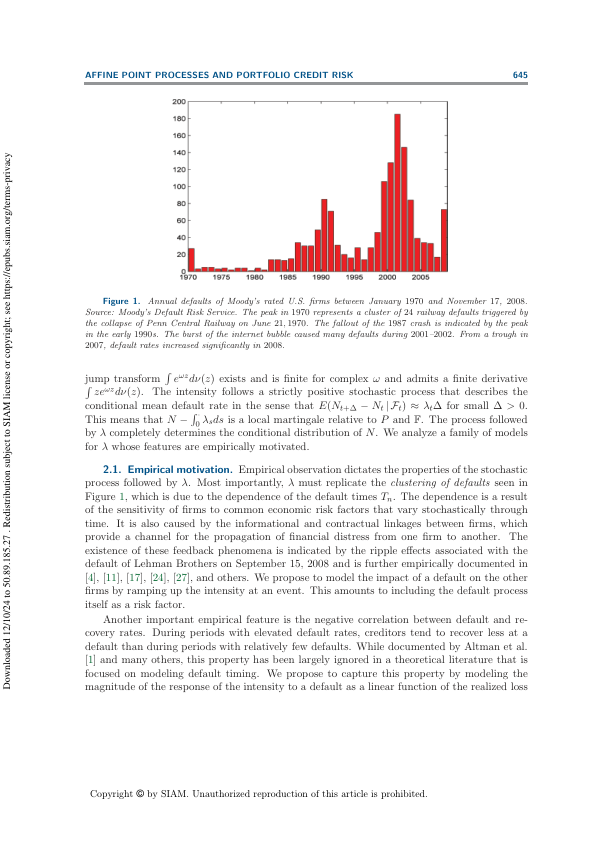 AFFINE POINT PROCESSES AND PORTFOLIO CREDIT RISK 645
200
180
160
140
120
100
80
60
40
20
0
1970 1975 1980 1985 1990 1995 2000 2005
Figure 1. Annual defaults of Moody's rated U.S. firms between January 1970 and November 17, 2008.
Source: Moody's Default Risk Service. The peak in 1970 represents a cluster of 24 railway defaults triggered by
the collapse of Penn Central Railway on June 21, 1970. The fallout of the 1987 crash is indicated by the peak
in the early 1990s. The burst of the internet bubble caused many defaults during 2001–2002. From a trough in
2007, default rates increased significantly in 2008.
jump transform ∫ e^{ωz}dν(z) exists and is finite for complex ω and admits a finite derivative
∫ ze^{ωz}dν(z). The intensity follows a strictly positive stochastic process that describes the
conditional mean default rate in the sense that E(N_{t+Δ} − N_t | F_t) ≈ λ_tΔ for small Δ > 0.
This means that N − ∫_0^· λ_s ds is a local martingale relative to P and 𝔽. The process followed
by λ completely determines the conditional distribution of N. We analyze a family of models
for λ whose features are empirically motivated.
2.1. Empirical motivation. Empirical observation dictates the properties of the stochastic
process followed by λ. Most importantly, λ must replicate the clustering of defaults seen in
Figure 1, which is due to the dependence of the default times T_n. The dependence is a result
of the sensitivity of firms to common economic risk factors that vary stochastically through
time. It is also caused by the informational and contractual linkages between firms, which
provide a channel for the propagation of financial distress from one firm to another. The
existence of these feedback phenomena is indicated by the ripple effects associated with the
default of Lehman Brothers on September 15, 2008 and is further empirically documented in
[4], [11], [17], [24], [27], and others. We propose to model the impact of a default on the other
firms by ramping up the intensity at an event. This amounts to including the default process
itself as a risk factor.
Another important empirical feature is the negative correlation between default and re-
covery rates. During periods with elevated default rates, creditors tend to recover less at a
default than during periods with relatively few defaults. While documented by Altman et al.
[1] and many others, this property has been largely ignored in a theoretical literature that is
focused on modeling default timing. We propose to capture this property by modeling the
magnitude of the response of the intensity to a default as a linear function of the realized loss
Copyright © by SIAM. Unauthorized reproduction of this article is prohibited.
Downloaded 12/10/24 to 50.89.185.27 . Redistribution subject to SIAM license or copyright; see https://epubs.siam.org/terms-privacy